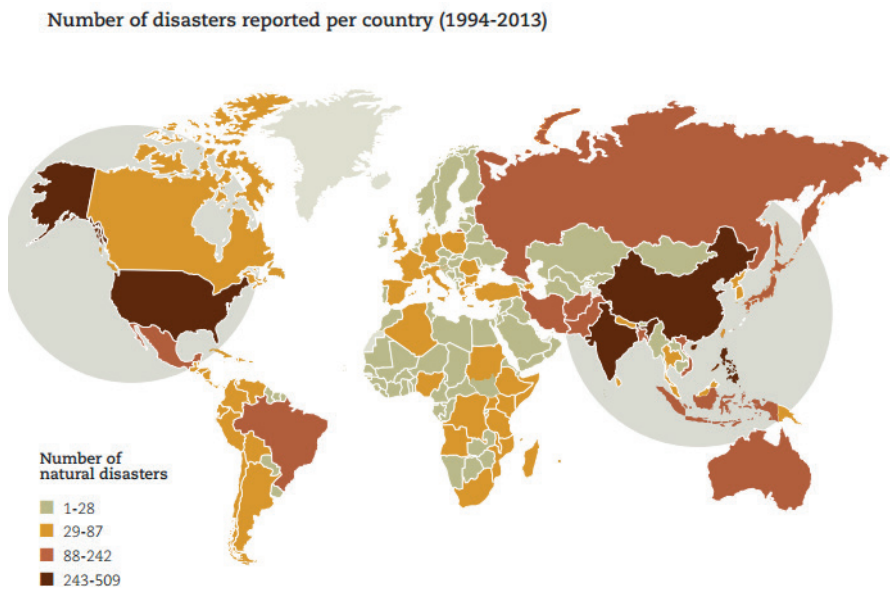 Number of disasters reported per country (1994-2013)
Number of
natural disasters
1-28
29-87
88-242
243-509